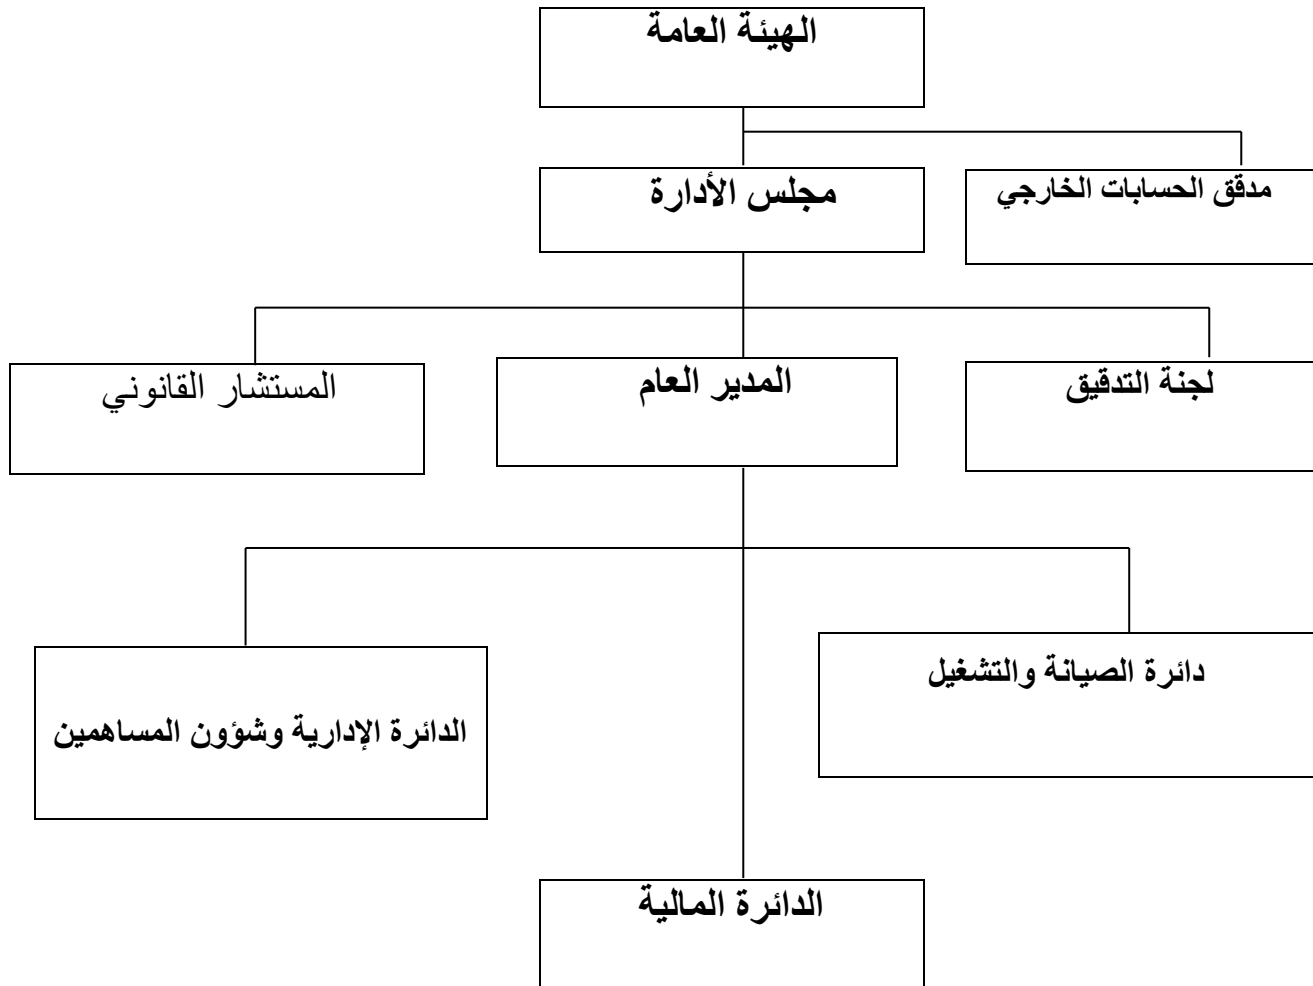 الهيئة العامة
مدقق الحسابات الخارجي
مجلس الأدارة
لجنة التدقيق
المدير العام
المستشار القانوني
دائرة الصيانة والتشغيل
الدائرة الإدارية وشؤون المساهمين
الدائرة المالية